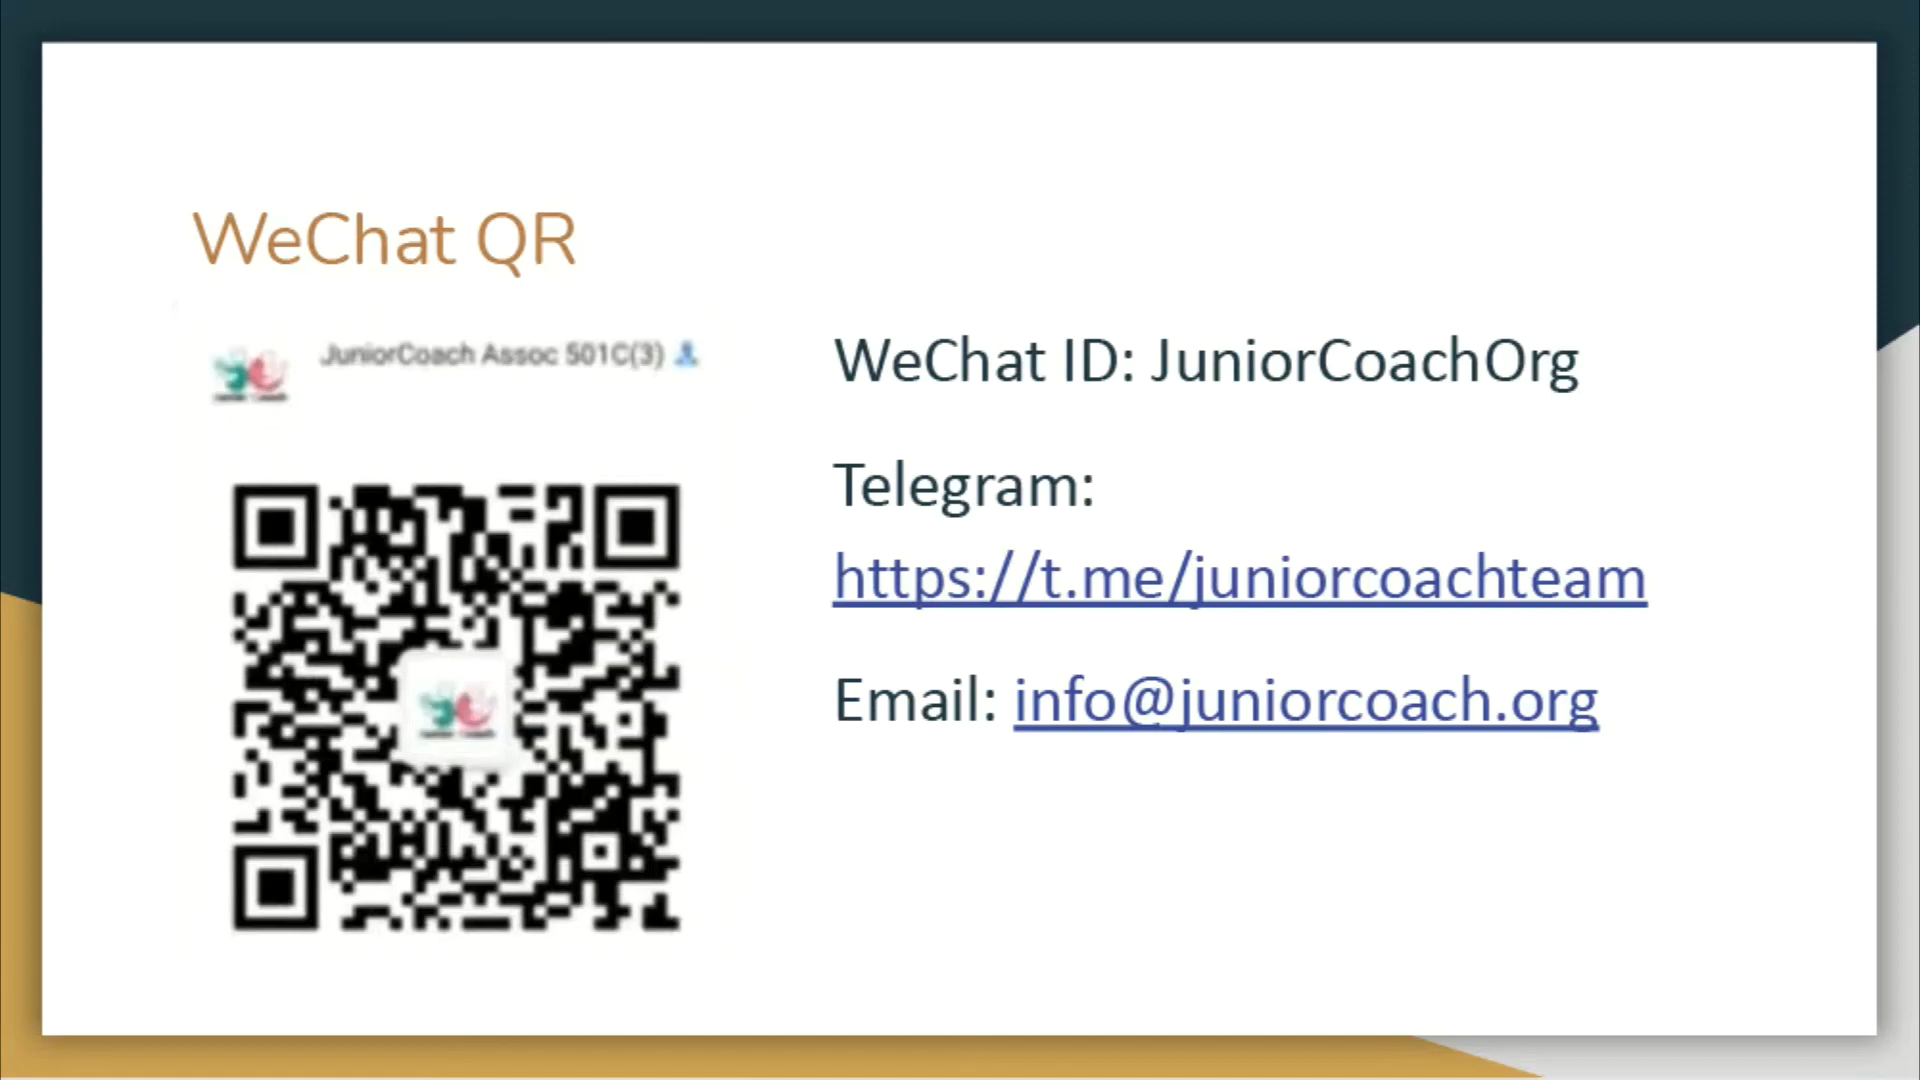 WeChat QR
JuniorCoach Assoc 501C(3)
WeChat ID: JuniorCoachOrg
Telegram:
https://t.me/juniorcoachteam
Email: info@juniorcoach.org